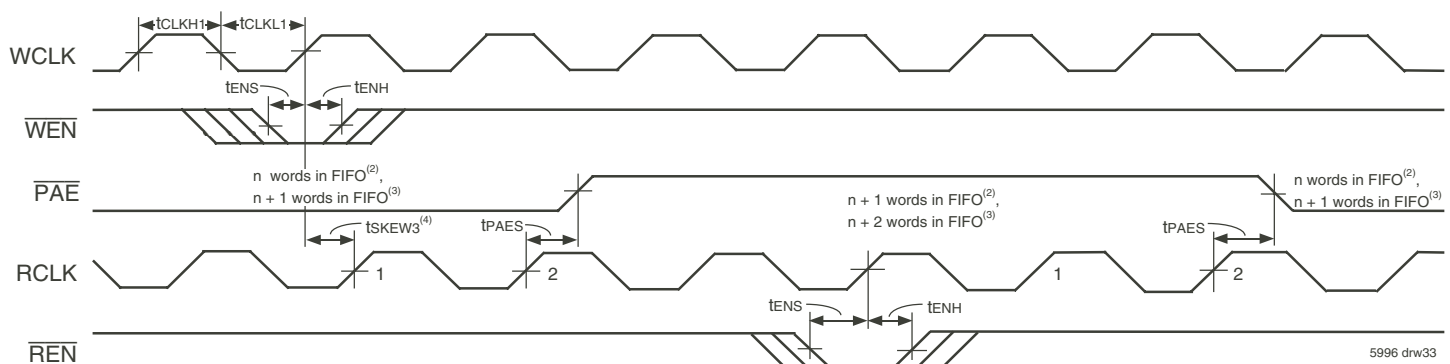 tCLKH1 tCLKL1
WCLK
tENS tENH
WEN
PAE
n words in FIFO(2),
n + 1 words in FIFO(3)
n + 1 words in FIFO(2),
n + 2 words in FIFO(3)
n words in FIFO(2),
n + 1 words in FIFO(3)
tSKEW3(4) tPAES tPAES
RCLK 1 2 1 2
tENS tENH
REN
5996 drw33